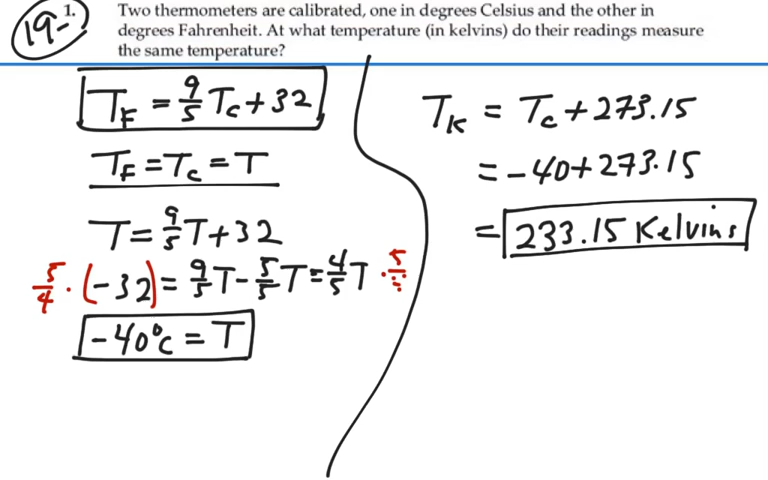 19- 1.
Two thermometers are calibrated, one in degrees Celsius and the other in
degrees Fahrenheit. At what temperature (in kelvins) do their readings measure
the same temperature?
T_F = 9/5 T_C + 32
T_F = T_C = T
T = 9/5 T + 32
5/4 · (-32) = 9/5 T - 5/5 T = 4/5 T · 5/
-40°C = T
T_K = T_C + 273.15
= -40 + 273.15
= 233.15 Kelvins